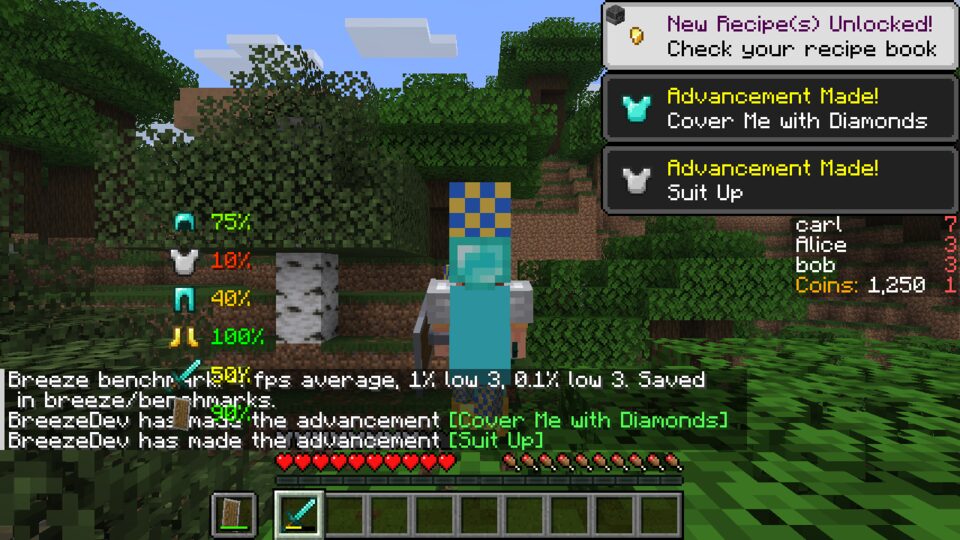 New Recipe(s) Unlocked!
Check your recipe book
Advancement Made!
Cover Me with Diamonds
Advancement Made!
Suit Up
carl 7
Alice 3
bob 3
Coins: 1,250 1
75%
10%
40%
100%
50%
90%
Breeze benchmark: fps average, 1% low 3, 0.1% low 3. Saved
in breeze/benchmarks.
BreezeDev has made the advancement [Cover Me with Diamonds]
BreezeDev has made the advancement [Suit Up]